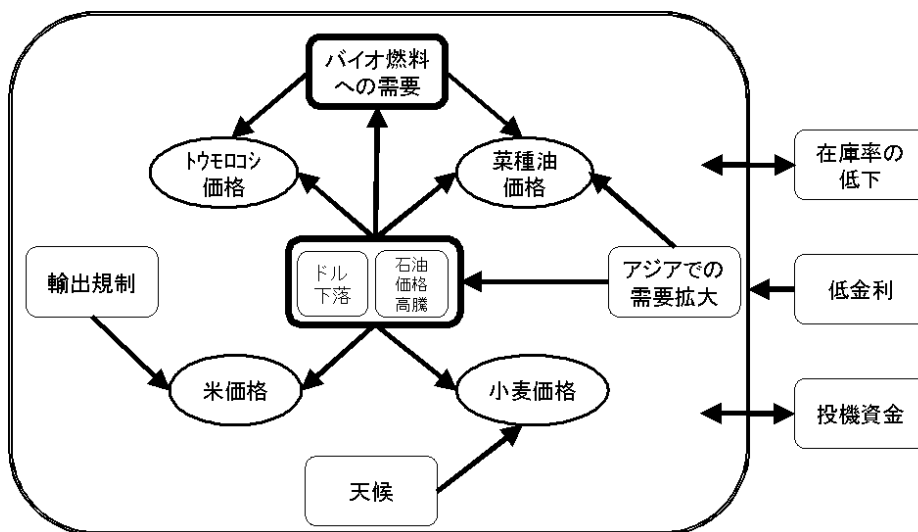 バイオ燃料
への需要
トウモロコシ
価格
菜種油
価格
在庫率の
低下
輸出規制
ドル
下落
石油
価格
高騰
アジアでの
需要拡大
低金利
米価格
小麦価格
投機資金
天候